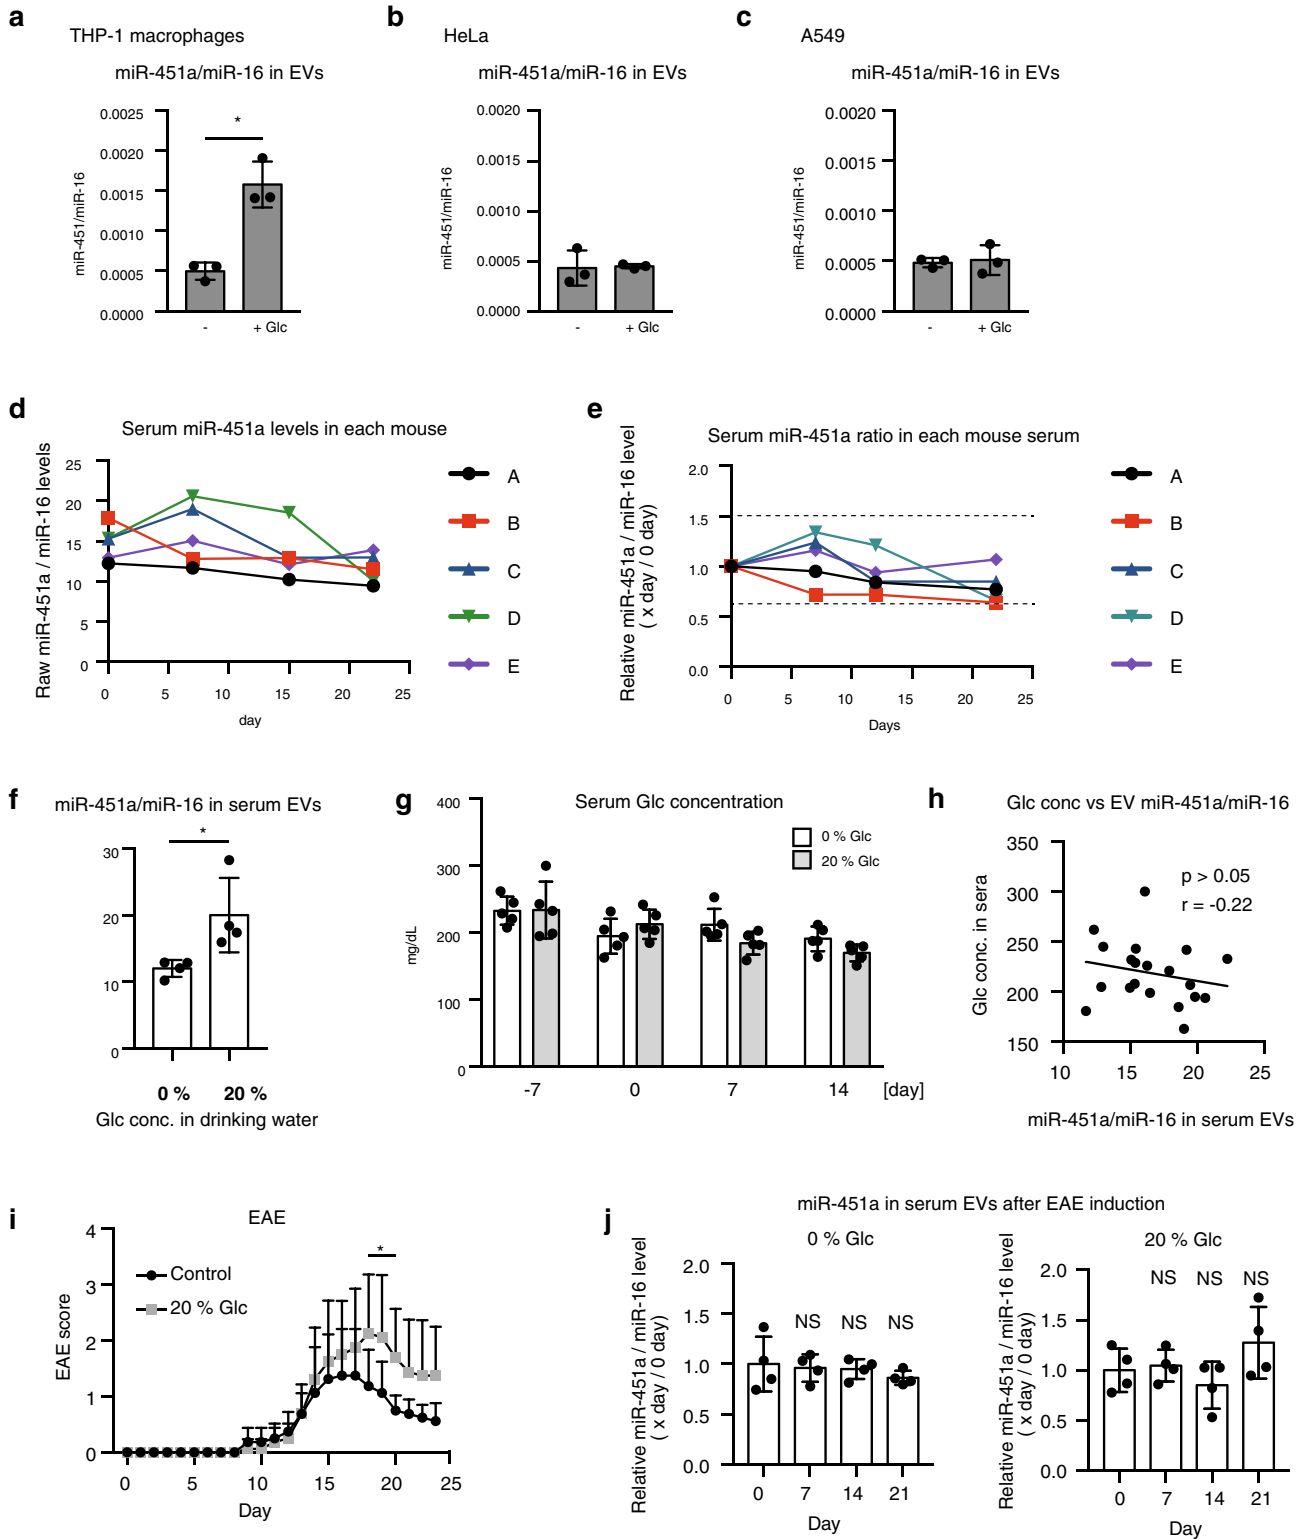 a
THP-1 macrophages
miR-451a/miR-16 in EVs
miR-451/miR-16
0.0025
0.0020
0.0015
0.0010
0.0005
0.0000
*
-
+ Glc
b
HeLa
miR-451a/miR-16 in EVs
miR-451/miR-16
0.0020
0.0015
0.0010
0.0005
0.0000
-
+ Glc
c
A549
miR-451a/miR-16 in EVs
miR-451/miR-16
0.0020
0.0015
0.0010
0.0005
0.0000
-
+ Glc
d
Serum miR-451a levels in each mouse
Raw miR-451a / miR-16 levels
25
20
15
10
5
0
0 5 10 15 20 25
day
A
B
C
D
E
e
Serum miR-451a ratio in each mouse serum
Relative miR-451a / miR-16 level
( x day / 0 day)
2.0
1.5
1.0
0.5
0.0
0 5 10 15 20 25
Days
A
B
C
D
E
f
miR-451a/miR-16 in serum EVs
*
30
20
10
0
0 % 20 %
Glc conc. in drinking water
g
Serum Glc concentration
mg/dL
400
300
200
100
0
0 % Glc
20 % Glc
-7 0 7 14 [day]
h
Glc conc vs EV miR-451a/miR-16
Glc conc. in sera
350
300
250
200
150
p > 0.05
r = -0.22
10 15 20 25
miR-451a/miR-16 in serum EVs
i
EAE
EAE score
4
3
2
1
0
Control
20 % Glc
*
0 5 10 15 20 25
Day
j
miR-451a in serum EVs after EAE induction
0 % Glc
Relative miR-451a / miR-16 level
( x day / 0 day)
2.0
1.5
1.0
0.5
0.0
NS NS NS
0 7 14 21
Day
20 % Glc
Relative miR-451a / miR-16 level
( x day / 0 day)
2.0
1.5
1.0
0.5
0.0
NS NS NS
0 7 14 21
Day